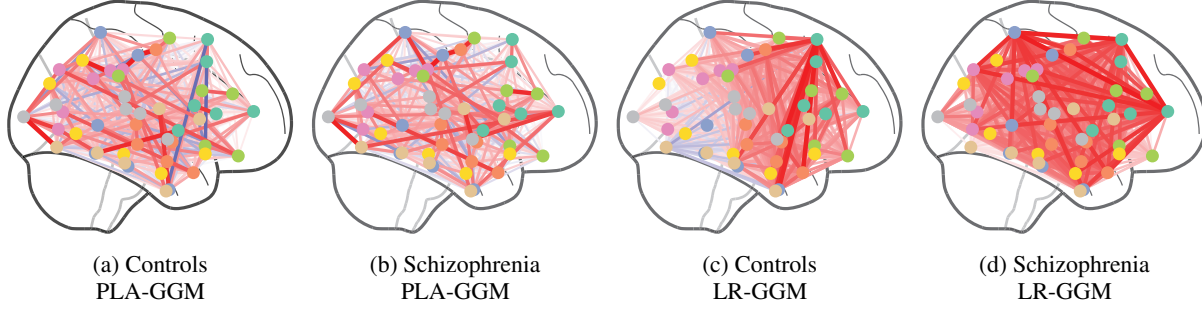 (a) Controls
PLA-GGM
(b) Schizophrenia
PLA-GGM
(c) Controls
LR-GGM
(d) Schizophrenia
LR-GGM